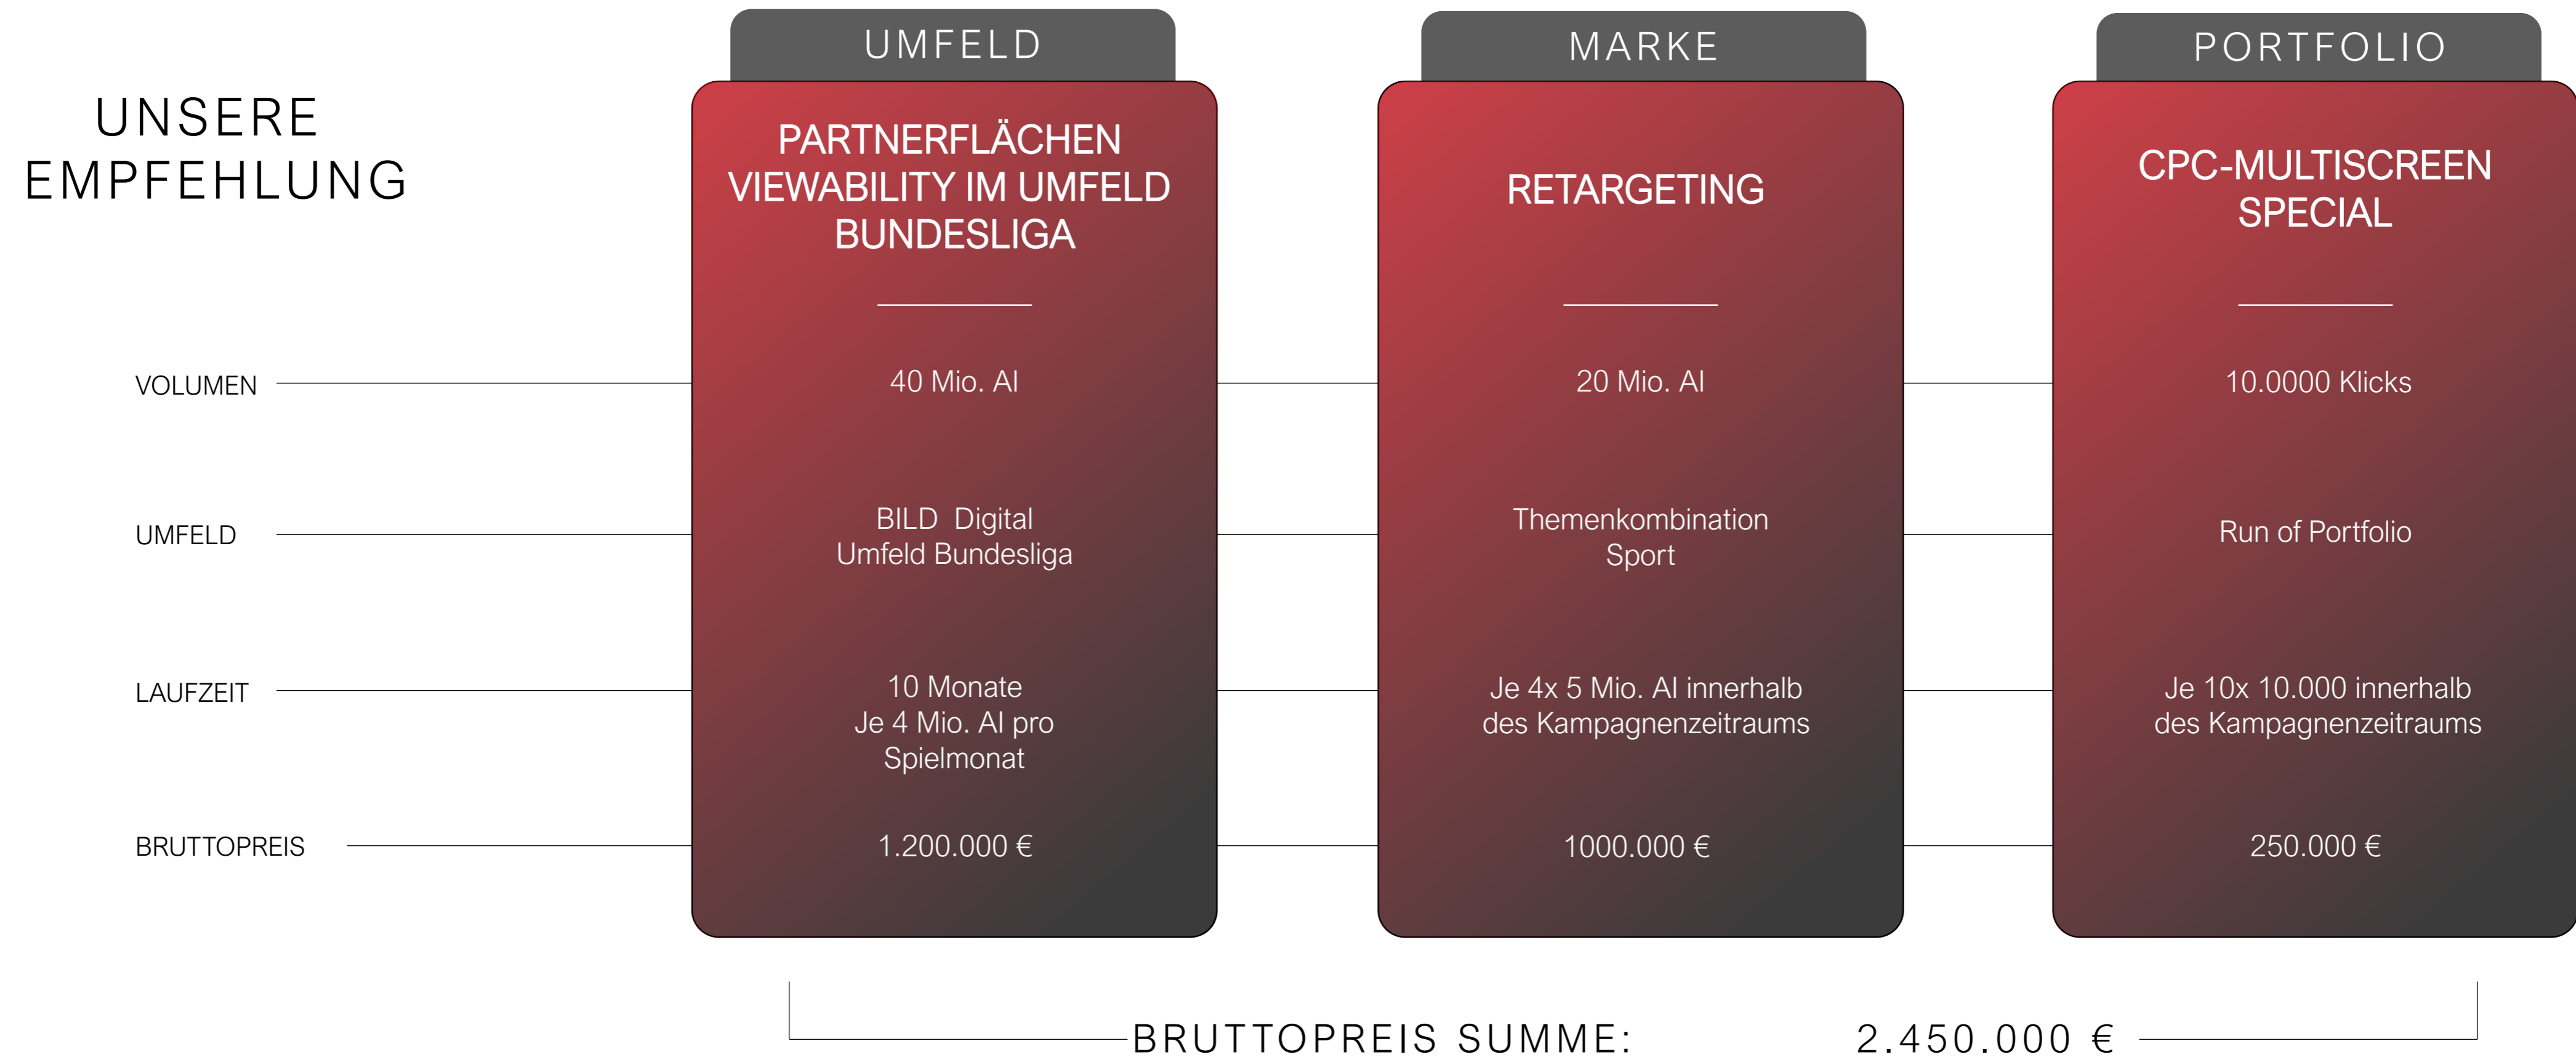 UNSERE
EMPFEHLUNG
UMFELD
MARKE
PORTFOLIO
PARTNERFLÄCHEN
VIEWABILITY IM UMFELD
BUNDESLIGA
RETARGETING
CPC-MULTISCREEN
SPECIAL
VOLUMEN
40 Mio. AI
20 Mio. AI
10.0000 Klicks
UMFELD
BILD  Digital
Umfeld Bundesliga
Themenkombination
Sport
Run of Portfolio
LAUFZEIT
10 Monate
Je 4 Mio. AI pro
Spielmonat
Je 4x 5 Mio. AI innerhalb
des Kampagnenzeitraums
Je 10x 10.000 innerhalb
des Kampagnenzeitraums
BRUTTOPREIS
1.200.000 €
1000.000 €
250.000 €
BRUTTOPREIS SUMME: 2.450.000 €